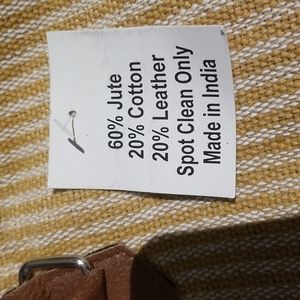 60% Jute
20% Cotton
20% Leather
Spot Clean Only
Made in India